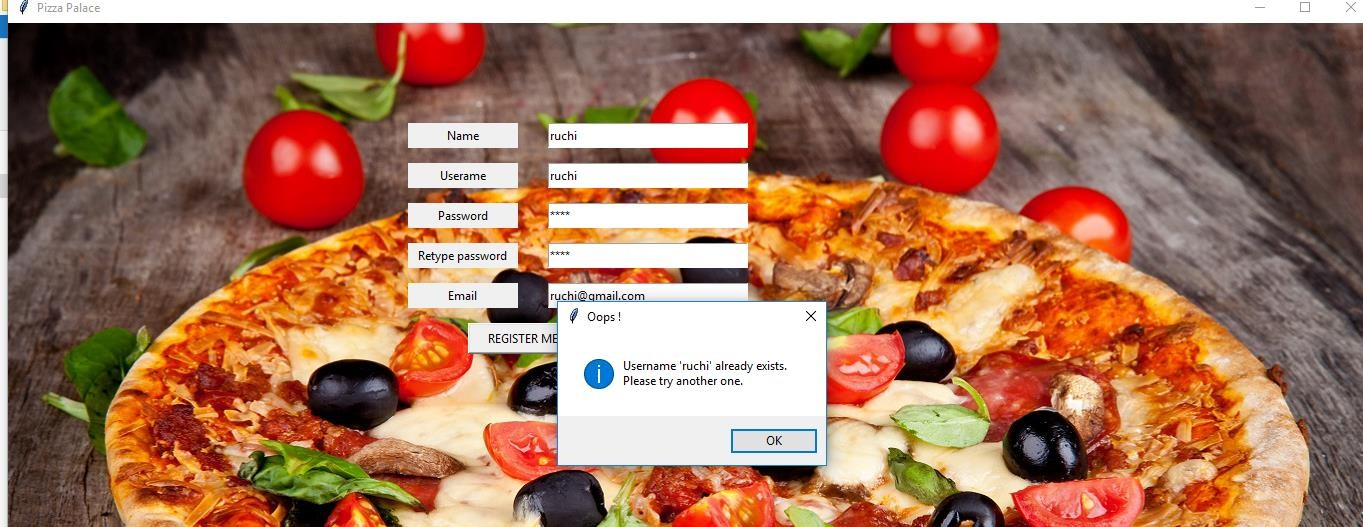 Pizza Palace
Name
ruchi
Userame
ruchi
Password
****
Retype password
****
Email
ruchi@gmail.com
REGISTER ME
Oops !
Username 'ruchi' already exists.
Please try another one.
OK